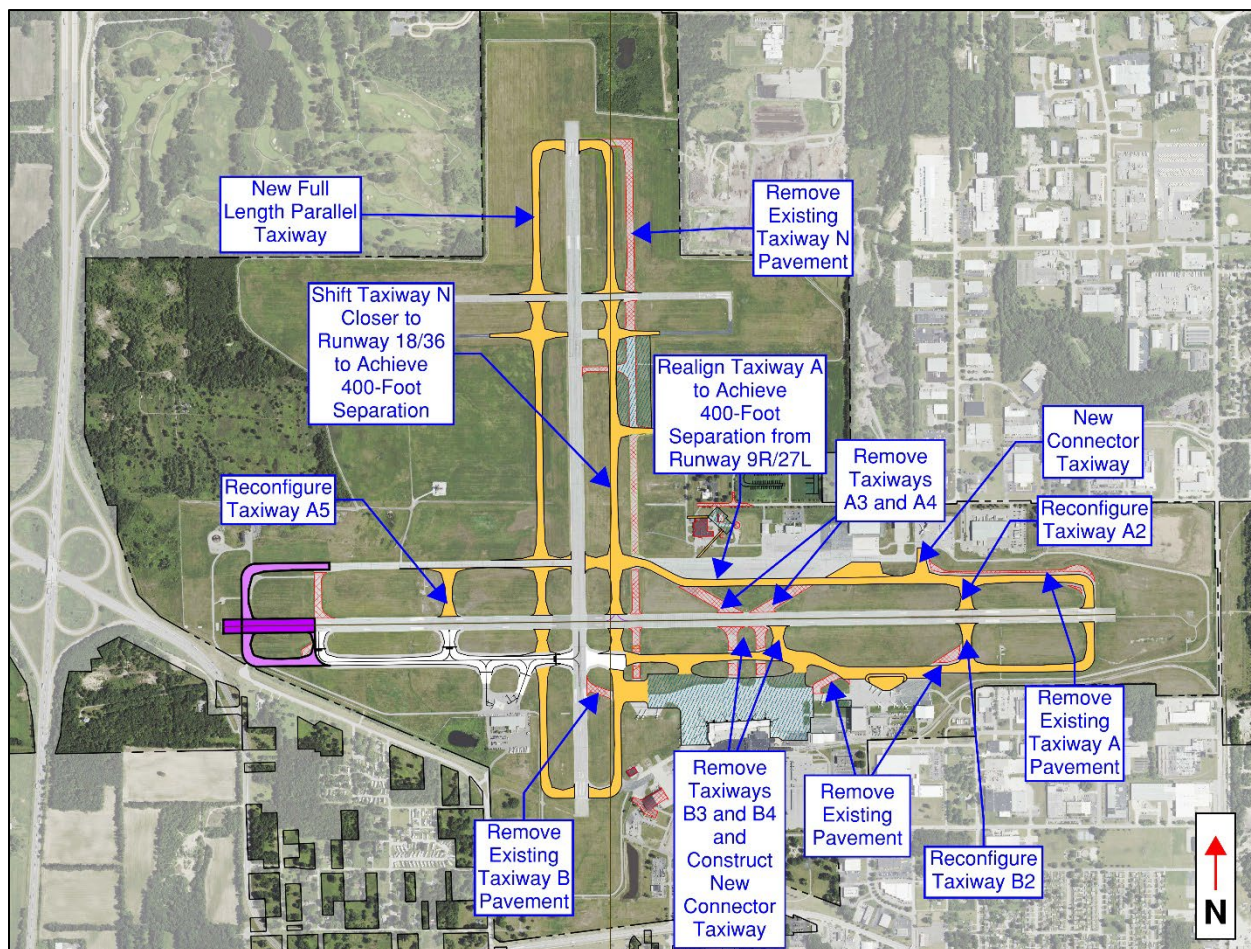 New Full
Length Parallel
Taxiway
Remove
Existing
Taxiway N
Pavement
Shift Taxiway N
Closer to
Runway 18/36
to Achieve
400-Foot
Separation
Realign Taxiway A
to Achieve
400-Foot
Separation from
Runway 9R/27L
New
Connector
Taxiway
Remove
Taxiways
A3 and A4
Reconfigure
Taxiway A5
Reconfigure
Taxiway A2
Remove
Existing
Taxiway A
Pavement
Remove
Taxiways
B3 and B4
and
Construct
New
Connector
Taxiway
Remove
Existing
Pavement
Remove
Existing
Taxiway B
Pavement
Reconfigure
Taxiway B2
N